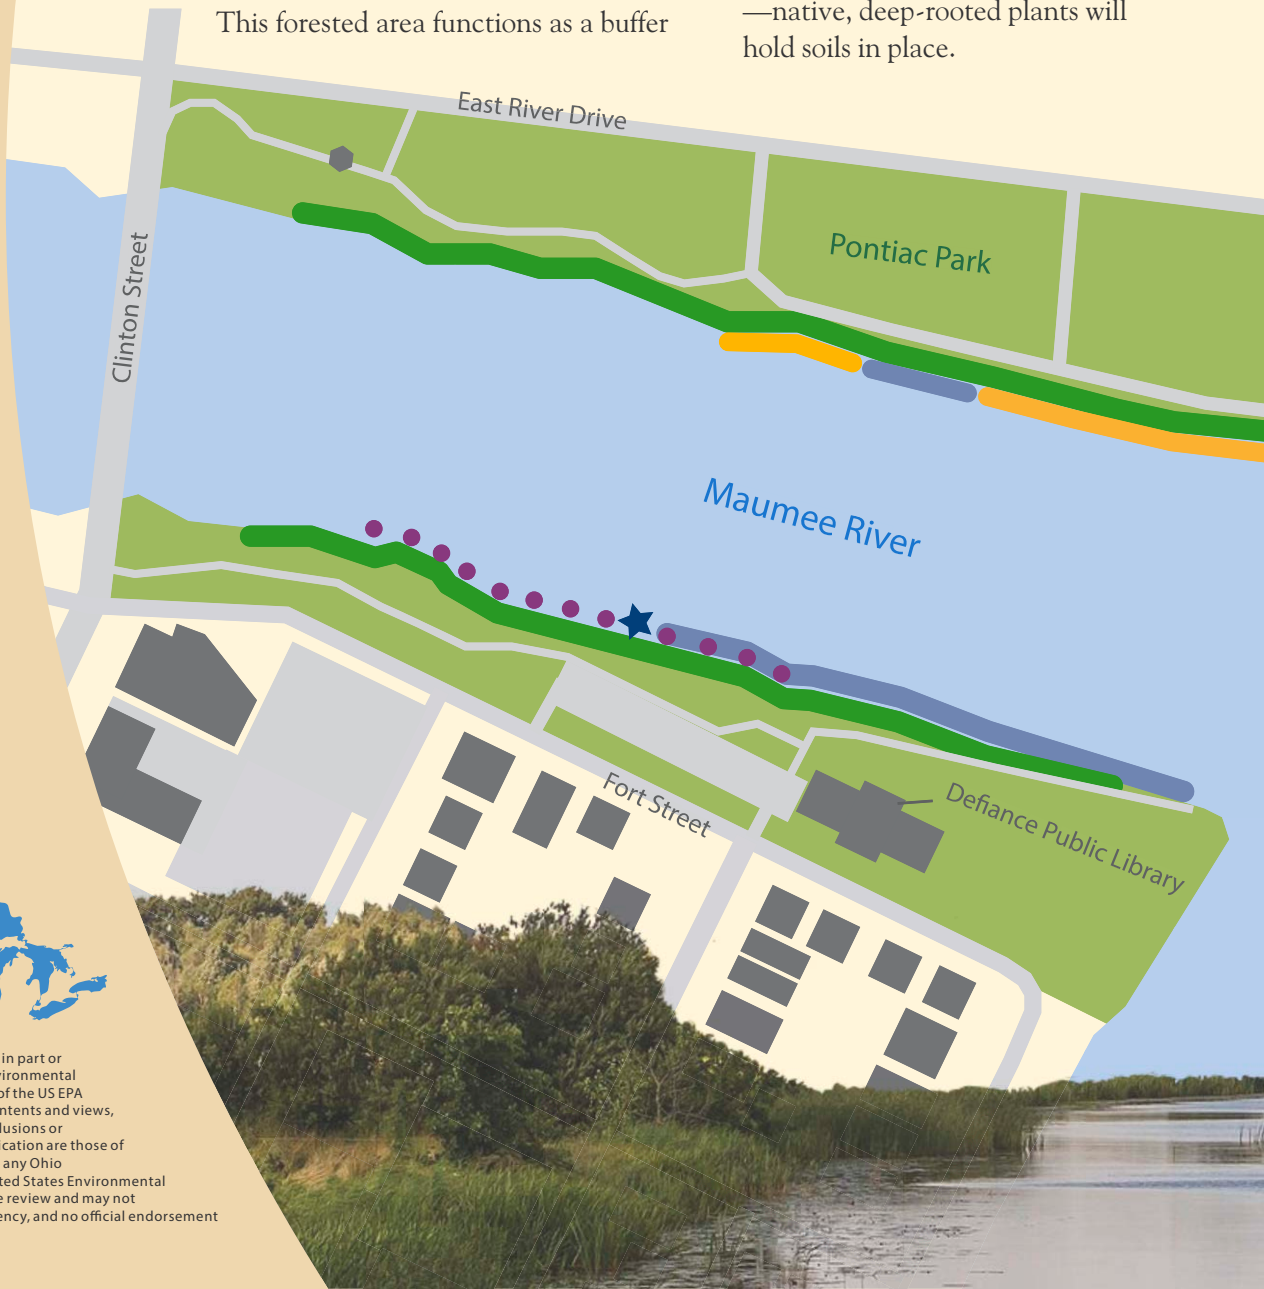 This forested area functions as a buffer
—native, deep-rooted plants will
hold soils in place.
East River Drive
Clinton Street
Pontiac Park
Maumee River
Fort Street
Defiance Public Library
in part or
vironmental
of the US EPA
ntents and views,
lusions or
ication are those of
any Ohio
ted States Environmental
e review and may not
ency, and no official endorsement